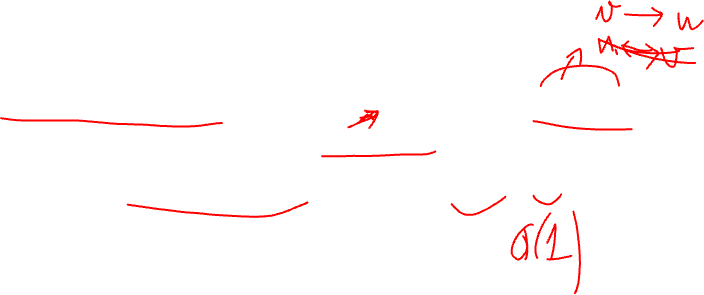 v → w
O(1)